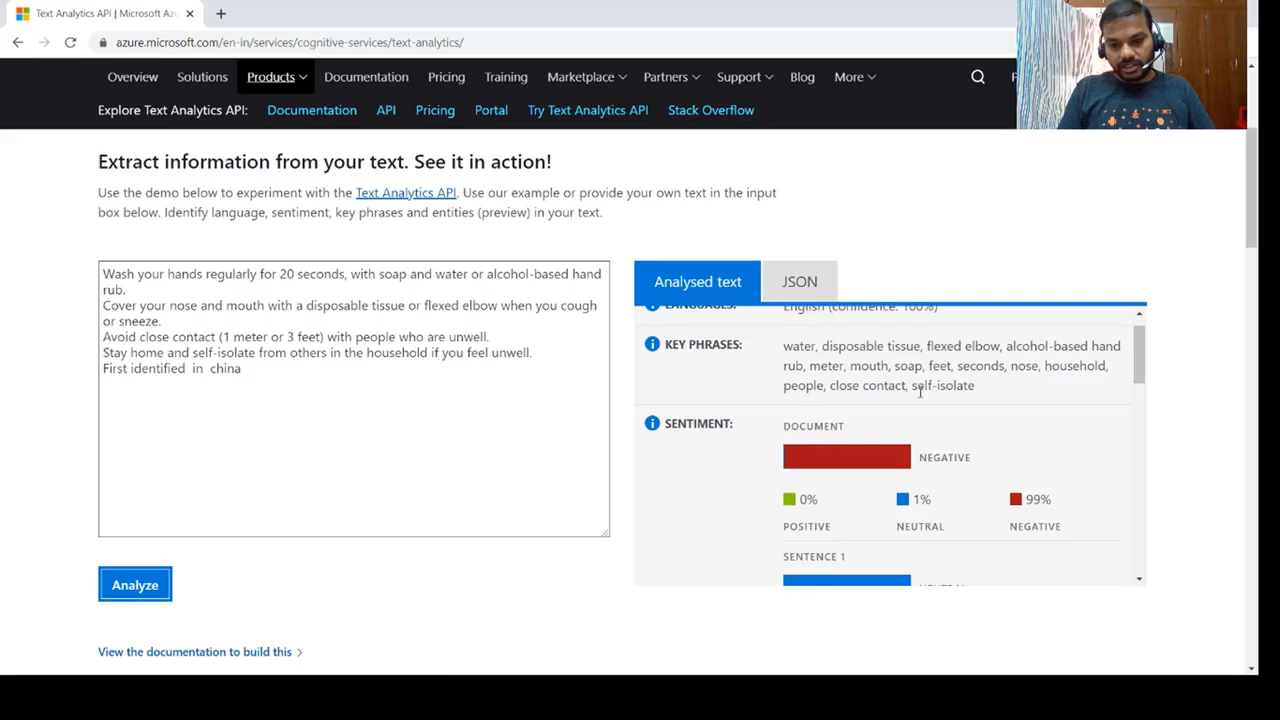 Text Analytics API | Microsoft Az
azure.microsoft.com/en-in/services/cognitive-services/text-analytics/
Overview Solutions Products Documentation Pricing Training Marketplace Partners Support Blog More
Explore Text Analytics API: Documentation API Pricing Portal Try Text Analytics API Stack Overflow
Extract information from your text. See it in action!
Use the demo below to experiment with the Text Analytics API. Use our example or provide your own text in the input
box below. Identify language, sentiment, key phrases and entities (preview) in your text.
Wash your hands regularly for 20 seconds, with soap and water or alcohol-based hand
rub.
Cover your nose and mouth with a disposable tissue or flexed elbow when you cough
or sneeze.
Avoid close contact (1 meter or 3 feet) with people who are unwell.
Stay home and self-isolate from others in the household if you feel unwell.
First identified in china
Analyze
View the documentation to build this
Analysed text JSON
LANGUAGES: English (confidence: 100%)
KEY PHRASES: water, disposable tissue, flexed elbow, alcohol-based hand
rub, meter, mouth, soap, feet, seconds, nose, household,
people, close contact, self-isolate
SENTIMENT: DOCUMENT
NEGATIVE
0% 1% 99%
POSITIVE NEUTRAL NEGATIVE
SENTENCE 1